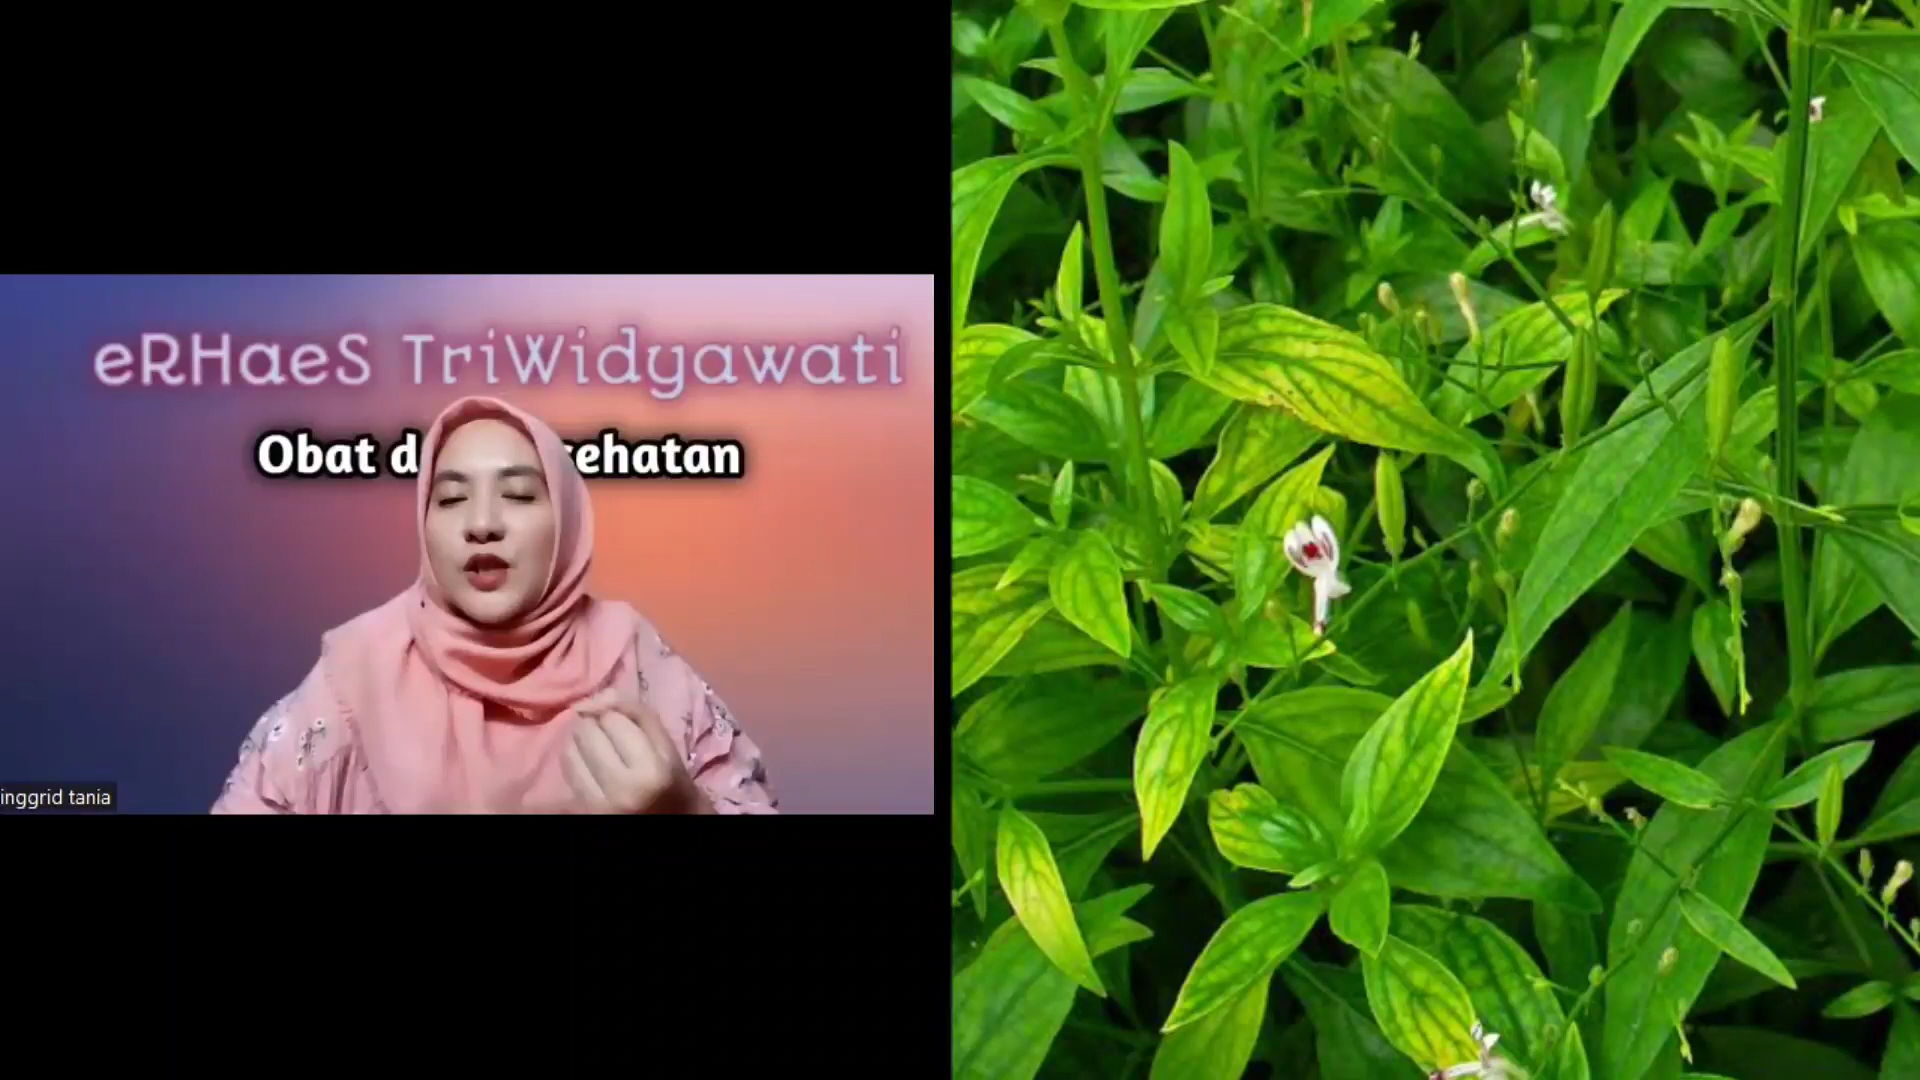 eRHaeS TriWidyawati
Obat d ehatan
inggrid tania